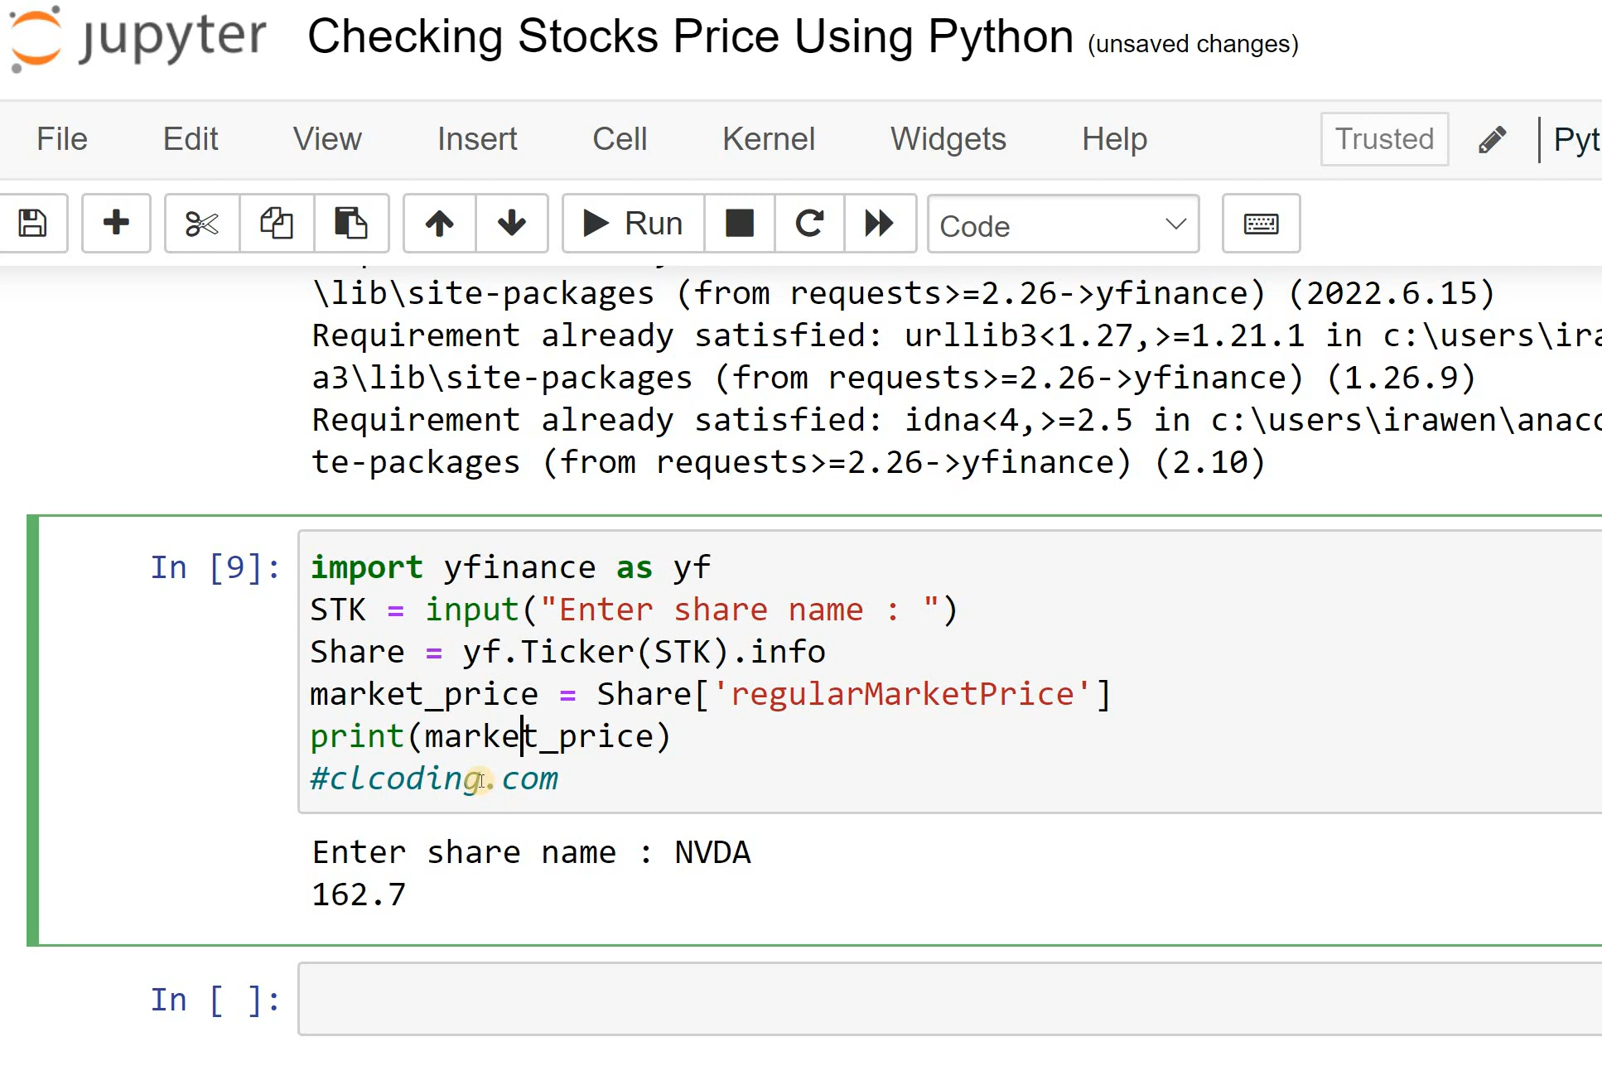 jupyter Checking Stocks Price Using Python (unsaved changes)
File Edit View Insert Cell Kernel Widgets Help Trusted Pyt
Run Code
\lib\site-packages (from requests>=2.26->yfinance) (2022.6.15)
Requirement already satisfied: urllib3<1.27,>=1.21.1 in c:\users\ira
a3\lib\site-packages (from requests>=2.26->yfinance) (1.26.9)
Requirement already satisfied: idna<4,>=2.5 in c:\users\irawen\anaco
te-packages (from requests>=2.26->yfinance) (2.10)
In [9]: import yfinance as yf
STK = input("Enter share name : ")
Share = yf.Ticker(STK).info
market_price = Share['regularMarketPrice']
print(market_price)
#clcoding.com
Enter share name : NVDA
162.7
In [ ]: